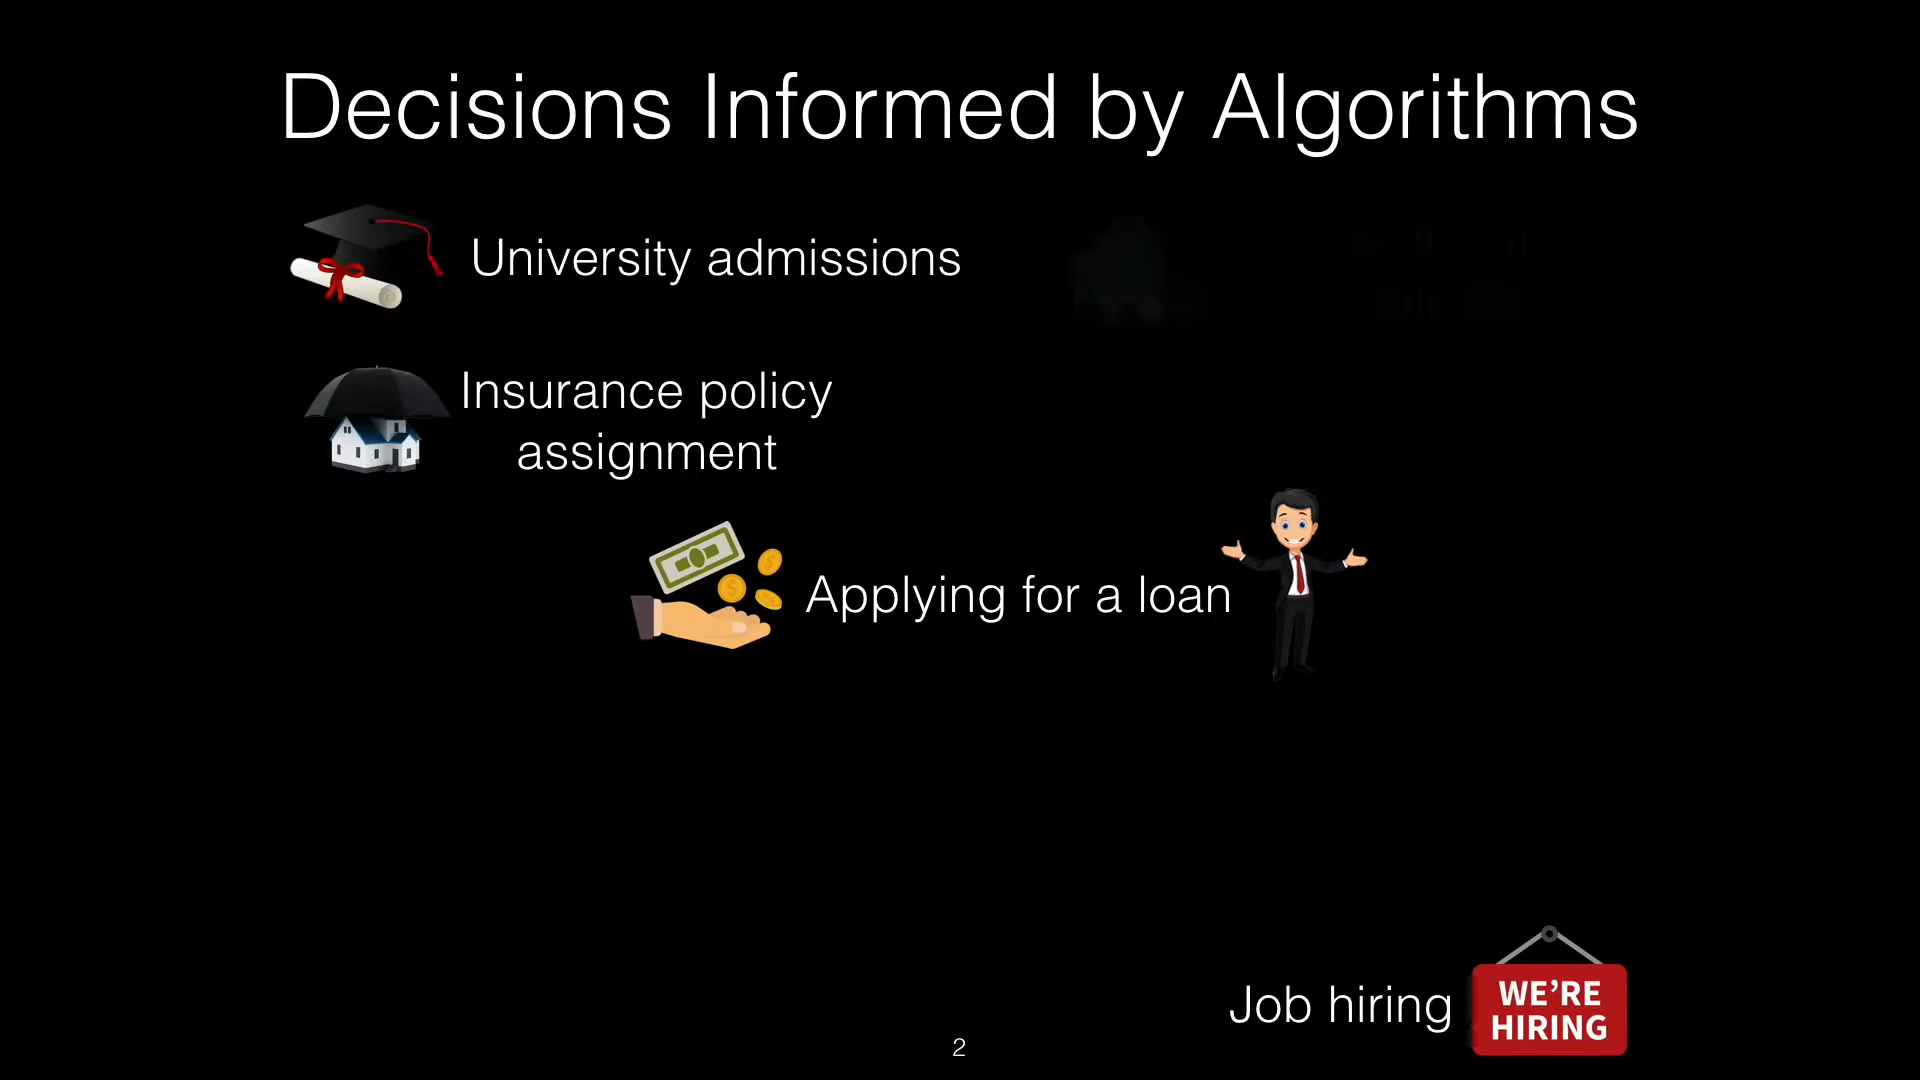 Decisions Informed by Algorithms
University admissions
Insurance policy
assignment
Applying for a loan
Job hiring
WE'RE
HIRING
2